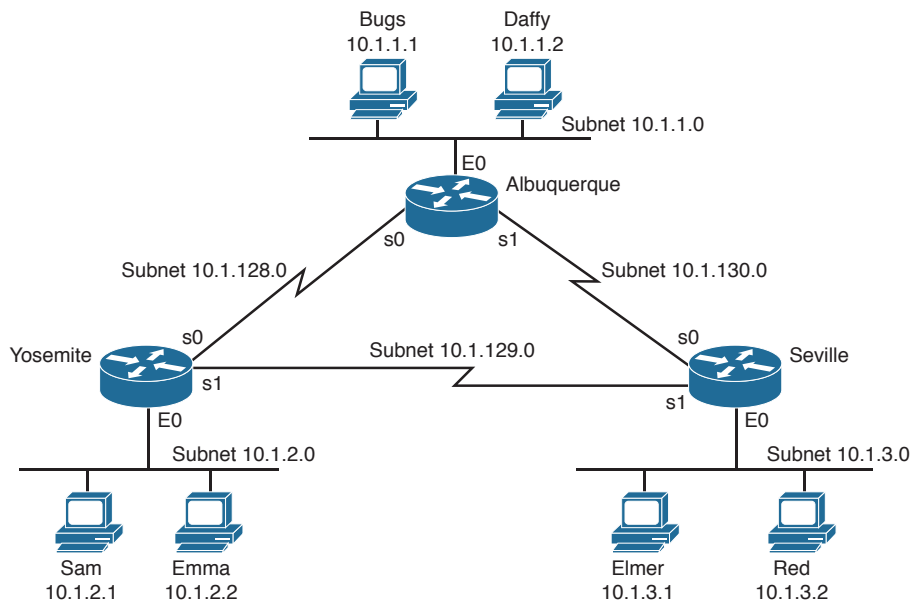 Bugs
10.1.1.1
Daffy
10.1.1.2
Subnet 10.1.1.0
E0
Albuquerque
s0
s1
Subnet 10.1.128.0
Subnet 10.1.130.0
Yosemite
s0
s1
E0
Subnet 10.1.129.0
s0
Seville
s1
E0
Subnet 10.1.2.0
Subnet 10.1.3.0
Sam
10.1.2.1
Emma
10.1.2.2
Elmer
10.1.3.1
Red
10.1.3.2